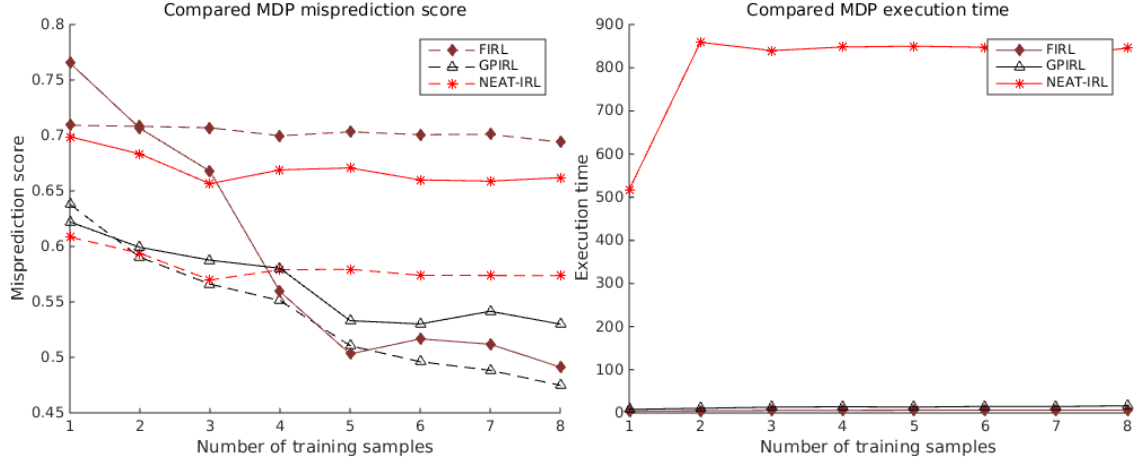 Compared MDP misprediction score
0.8
0.75
0.7
0.65
0.6
0.55
0.5
0.45
Misprediction score
FIRL
GPIRL
NEAT-IRL
1 2 3 4 5 6 7 8
Number of training samples
Compared MDP execution time
900
800
700
600
500
400
300
200
100
0
Execution time
FIRL
GPIRL
NEAT-IRL
1 2 3 4 5 6 7 8
Number of training samples